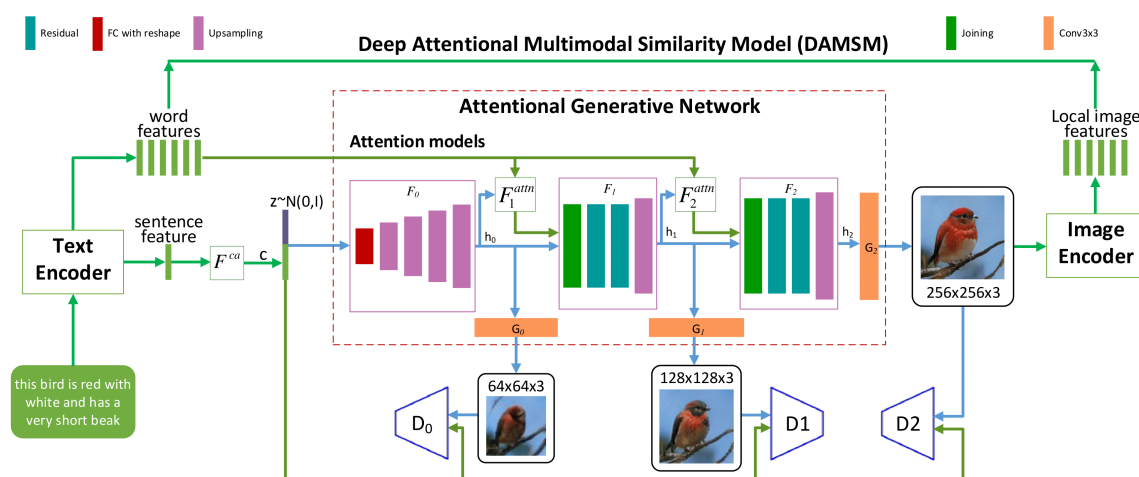 Residual
FC with reshape
Upsampling
Joining
Conv3x3
Deep Attentional Multimodal Similarity Model (DAMSM)
Attentional Generative Network
word
features
Attention models
Local image
features
z~N(0,I)
F0
F1attn
F1
F2attn
F2
sentence
feature
Text
Encoder
Fca
c
h0
h1
h2
G2
Image
Encoder
256x256x3
G0
G1
this bird is red with
white and has a
very short beak
64x64x3
128x128x3
D0
D1
D2